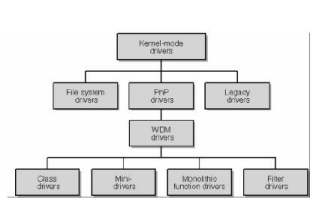 Kernel-mode
drivers
File system
drivers
PnP
drivers
Legacy
drivers
WDM
drivers
Class
drivers
Mini-
drivers
Monolithic
function drivers
Filter
drivers